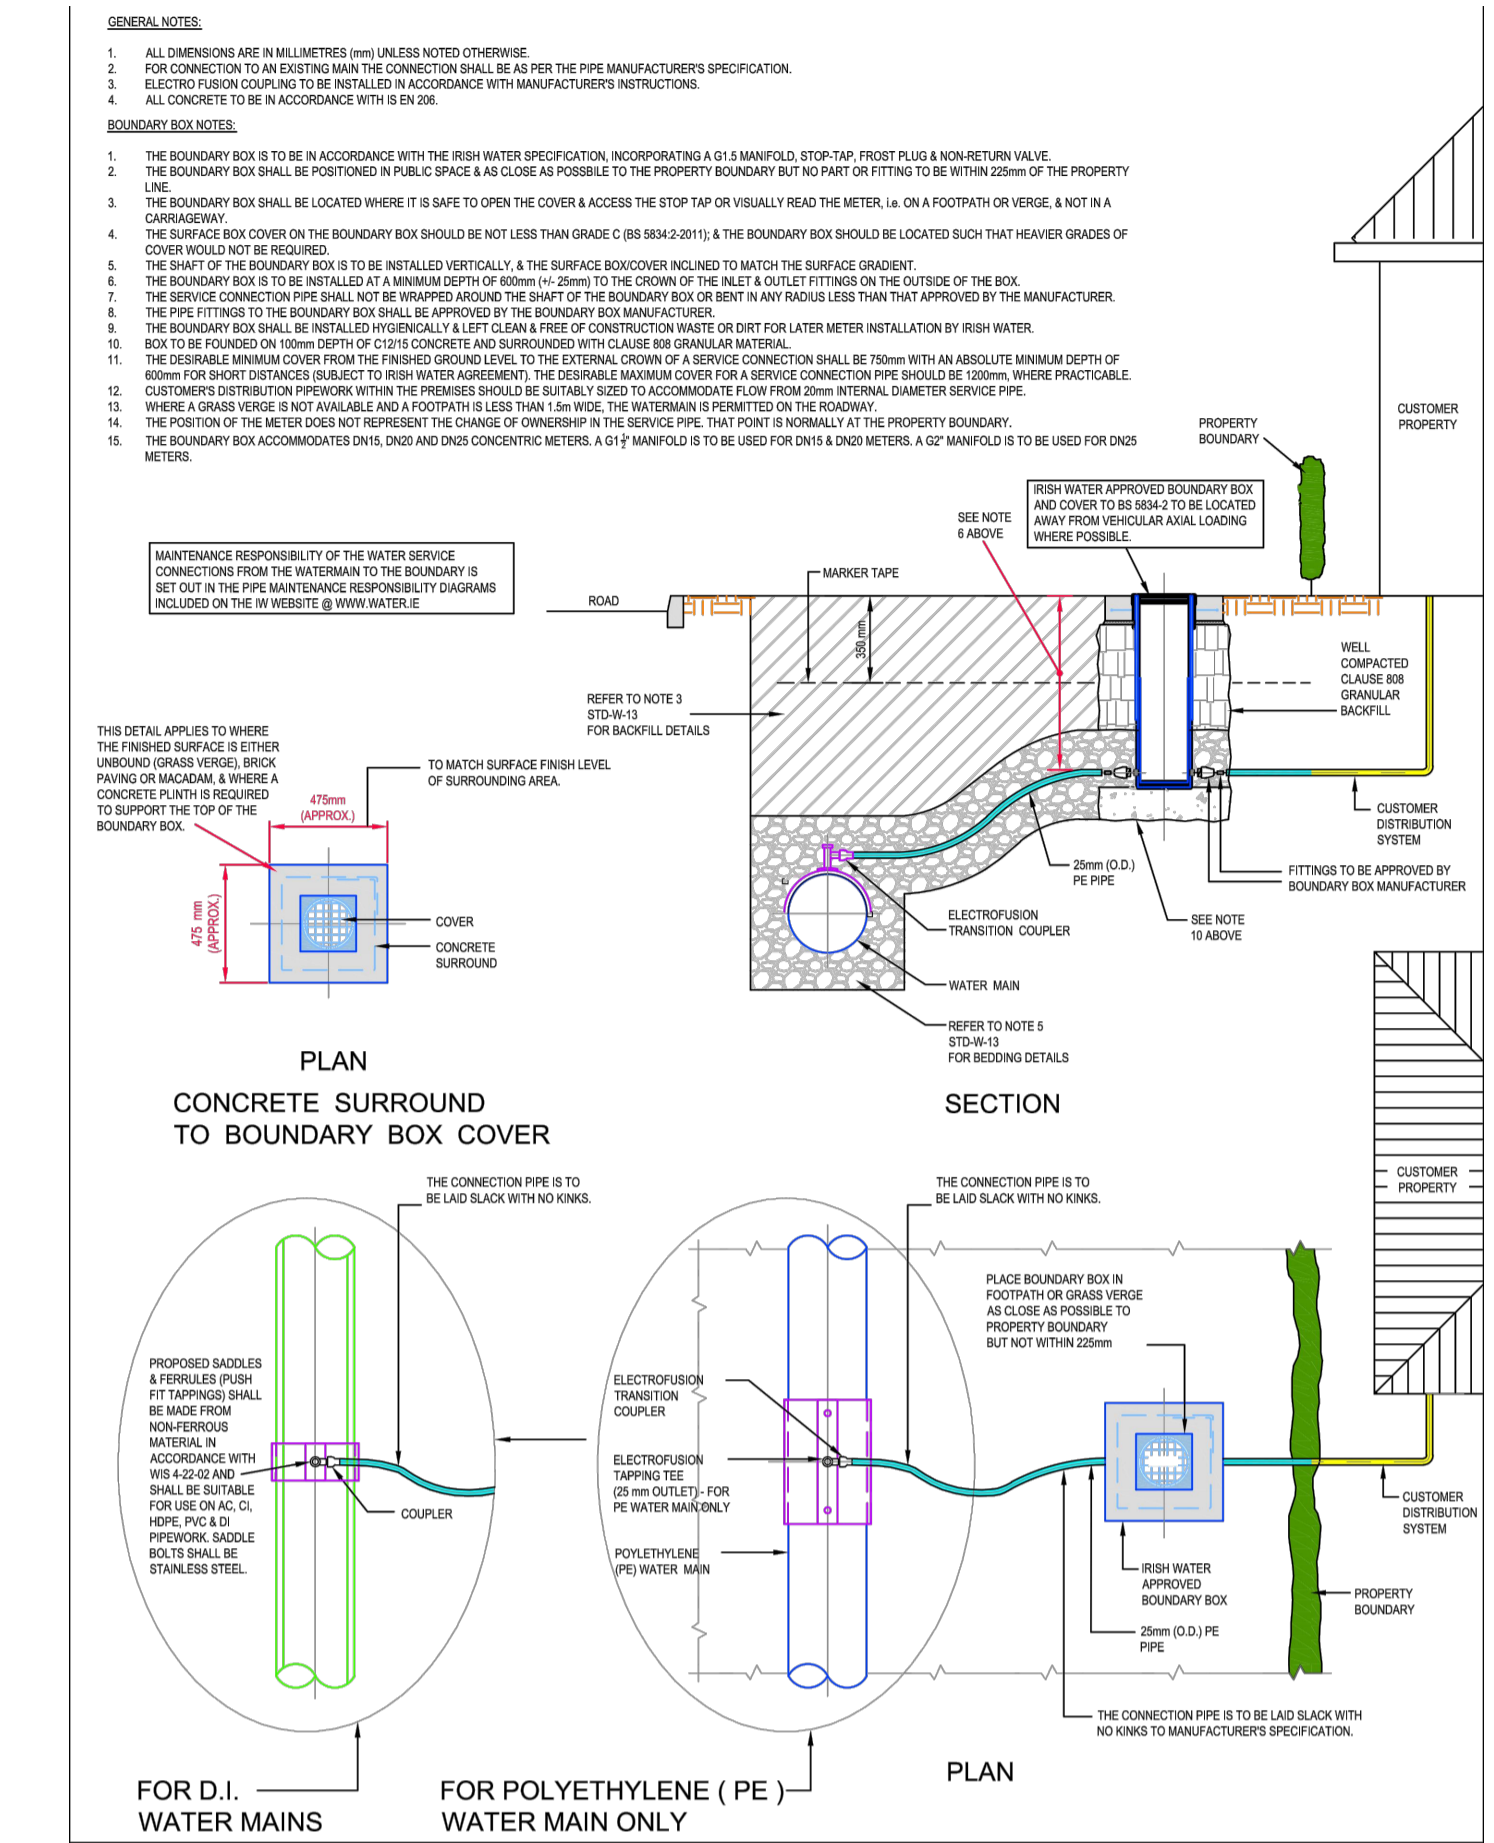 GENERAL NOTES:
1. ALL DIMENSIONS ARE IN MILLIMETRES (mm) UNLESS NOTED OTHERWISE.
2. FOR CONNECTION TO AN EXISTING MAIN THE CONNECTION SHALL BE AS PER THE PIPE MANUFACTURER'S SPECIFICATION.
3. ELECTRO FUSION COUPLING TO BE INSTALLED IN ACCORDANCE WITH MANUFACTURER'S INSTRUCTIONS.
4. ALL CONCRETE TO BE IN ACCORDANCE WITH IS EN 206.
BOUNDARY BOX NOTES:
1. THE BOUNDARY BOX IS TO BE IN ACCORDANCE WITH THE IRISH WATER SPECIFICATION, INCORPORATING A G1.5 MANIFOLD, STOP-TAP, FROST PLUG & NON-RETURN VALVE.
2. THE BOUNDARY BOX SHALL BE POSITIONED IN PUBLIC SPACE & AS CLOSE AS POSSBILE TO THE PROPERTY BOUNDARY BUT NO PART OR FITTING TO BE WITHIN 225mm OF THE PROPERTY
LINE.
3. THE BOUNDARY BOX SHALL BE LOCATED WHERE IT IS SAFE TO OPEN THE COVER & ACCESS THE STOP TAP OR VISUALLY READ THE METER, i.e. ON A FOOTPATH OR VERGE, & NOT IN A
CARRIAGEWAY.
4. THE SURFACE BOX COVER ON THE BOUNDARY BOX SHOULD BE NOT LESS THAN GRADE C (BS 5834:2-2011); & THE BOUNDARY BOX SHOULD BE LOCATED SUCH THAT HEAVIER GRADES OF
COVER WOULD NOT BE REQUIRED.
5. THE SHAFT OF THE BOUNDARY BOX IS TO BE INSTALLED VERTICALLY, & THE SURFACE BOX/COVER INCLINED TO MATCH THE SURFACE GRADIENT.
6. THE BOUNDARY BOX IS TO BE INSTALLED AT A MINIMUM DEPTH OF 600mm (+/- 25mm) TO THE CROWN OF THE INLET & OUTLET FITTINGS ON THE OUTSIDE OF THE BOX.
7. THE SERVICE CONNECTION PIPE SHALL NOT BE WRAPPED AROUND THE SHAFT OF THE BOUNDARY BOX OR BENT IN ANY RADIUS LESS THAN THAT APPROVED BY THE MANUFACTURER.
8. THE PIPE FITTINGS TO THE BOUNDARY BOX SHALL BE APPROVED BY THE BOUNDARY BOX MANUFACTURER.
9. THE BOUNDARY BOX SHALL BE INSTALLED HYGIENICALLY & LEFT CLEAN & FREE OF CONSTRUCTION WASTE OR DIRT FOR LATER METER INSTALLATION BY IRISH WATER.
10. BOX TO BE FOUNDED ON 100mm DEPTH OF C12/15 CONCRETE AND SURROUNDED WITH CLAUSE 808 GRANULAR MATERIAL.
11. THE DESIRABLE MINIMUM COVER FROM THE FINISHED GROUND LEVEL TO THE EXTERNAL CROWN OF A SERVICE CONNECTION SHALL BE 750mm WITH AN ABSOLUTE MINIMUM DEPTH OF
600mm FOR SHORT DISTANCES (SUBJECT TO IRISH WATER AGREEMENT). THE DESIRABLE MAXIMUM COVER FOR A SERVICE CONNECTION PIPE SHOULD BE 1200mm, WHERE PRACTICABLE.
12. CUSTOMER'S DISTRIBUTION PIPEWORK WITHIN THE PREMISES SHOULD BE SUITABLY SIZED TO ACCOMMODATE FLOW FROM 20mm INTERNAL DIAMETER SERVICE PIPE.
13. WHERE A GRASS VERGE IS NOT AVAILABLE AND A FOOTPATH IS LESS THAN 1.5m WIDE, THE WATERMAIN IS PERMITTED ON THE ROADWAY.
14. THE POSITION OF THE METER DOES NOT REPRESENT THE CHANGE OF OWNERSHIP IN THE SERVICE PIPE. THAT POINT IS NORMALLY AT THE PROPERTY BOUNDARY.
15. THE BOUNDARY BOX ACCOMMODATES DN15, DN20 AND DN25 CONCENTRIC METERS. A G1½" MANIFOLD IS TO BE USED FOR DN15 & DN20 METERS. A G2" MANIFOLD IS TO BE USED FOR DN25
METERS.
CUSTOMER
PROPERTY
PROPERTY
BOUNDARY
IRISH WATER APPROVED BOUNDARY BOX
AND COVER TO BS 5834-2 TO BE LOCATED
AWAY FROM VEHICULAR AXIAL LOADING
WHERE POSSIBLE.
SEE NOTE
6 ABOVE
MAINTENANCE RESPONSIBILITY OF THE WATER SERVICE
CONNECTIONS FROM THE WATERMAIN TO THE BOUNDARY IS
SET OUT IN THE PIPE MAINTENANCE RESPONSIBILITY DIAGRAMS
INCLUDED ON THE IW WEBSITE @ WWW.WATER.IE
MARKER TAPE
ROAD
350 mm
WELL
COMPACTED
CLAUSE 808
GRANULAR
BACKFILL
REFER TO NOTE 3
STD-W-13
FOR BACKFILL DETAILS
THIS DETAIL APPLIES TO WHERE
THE FINISHED SURFACE IS EITHER
UNBOUND (GRASS VERGE), BRICK
PAVING OR MACADAM, & WHERE A
CONCRETE PLINTH IS REQUIRED
TO SUPPORT THE TOP OF THE
BOUNDARY BOX.
TO MATCH SURFACE FINISH LEVEL
OF SURROUNDING AREA.
475mm
(APPROX.)
475 mm
(APPROX.)
COVER
CONCRETE
SURROUND
CUSTOMER
DISTRIBUTION
SYSTEM
25mm (O.D.)
PE PIPE
FITTINGS TO BE APPROVED BY
BOUNDARY BOX MANUFACTURER
ELECTROFUSION
TRANSITION COUPLER
SEE NOTE
10 ABOVE
WATER MAIN
REFER TO NOTE 5
STD-W-13
FOR BEDDING DETAILS
PLAN
CONCRETE SURROUND
TO BOUNDARY BOX COVER
SECTION
THE CONNECTION PIPE IS TO
BE LAID SLACK WITH NO KINKS.
THE CONNECTION PIPE IS TO
BE LAID SLACK WITH NO KINKS.
CUSTOMER
PROPERTY
PLACE BOUNDARY BOX IN
FOOTPATH OR GRASS VERGE
AS CLOSE AS POSSIBLE TO
PROPERTY BOUNDARY
BUT NOT WITHIN 225mm
PROPOSED SADDLES
& FERRULES (PUSH
FIT TAPPINGS) SHALL
BE MADE FROM
NON-FERROUS
MATERIAL IN
ACCORDANCE WITH
WIS 4-22-02 AND
SHALL BE SUITABLE
FOR USE ON AC, CI,
HDPE, PVC & DI
PIPEWORK. SADDLE
BOLTS SHALL BE
STAINLESS STEEL.
COUPLER
ELECTROFUSION
TRANSITION
COUPLER
ELECTROFUSION
TAPPING TEE
(25 mm OUTLET) - FOR
PE WATER MAIN ONLY
POYLETHYLENE
(PE) WATER MAIN
CUSTOMER
DISTRIBUTION
SYSTEM
IRISH WATER
APPROVED
BOUNDARY BOX
PROPERTY
BOUNDARY
25mm (O.D.) PE
PIPE
THE CONNECTION PIPE IS TO BE LAID SLACK WITH
NO KINKS TO MANUFACTURER'S SPECIFICATION.
PLAN
FOR D.I.
WATER MAINS
FOR POLYETHYLENE ( PE )
WATER MAIN ONLY